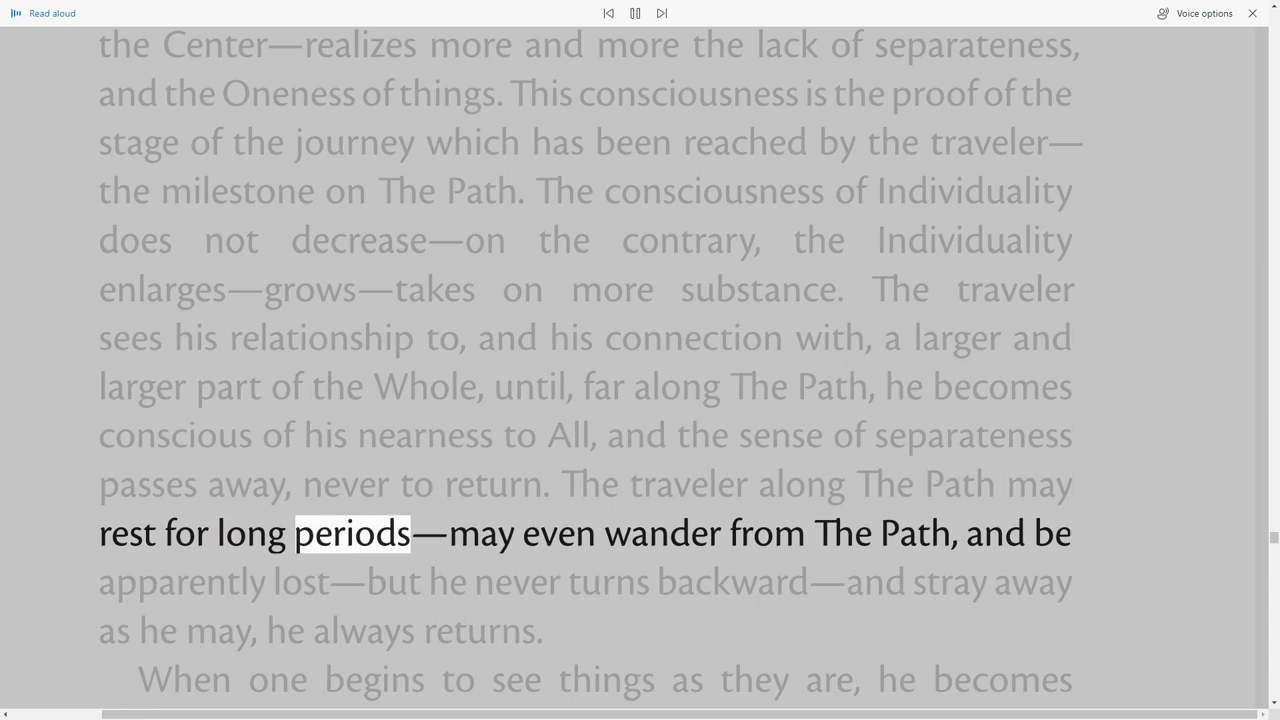 Read aloud
Voice options
the Center—realizes more and more the lack of separateness,
and the Oneness of things. This consciousness is the proof of the
stage of the journey which has been reached by the traveler—
the milestone on The Path. The consciousness of Individuality
does not decrease—on the contrary, the Individuality
enlarges—grows—takes on more substance. The traveler
sees his relationship to, and his connection with, a larger and
larger part of the Whole, until, far along The Path, he becomes
conscious of his nearness to All, and the sense of separateness
passes away, never to return. The traveler along The Path may
rest for long periods—may even wander from The Path, and be
apparently lost—but he never turns backward—and stray away
as he may, he always returns.
When one begins to see things as they are, he becomes